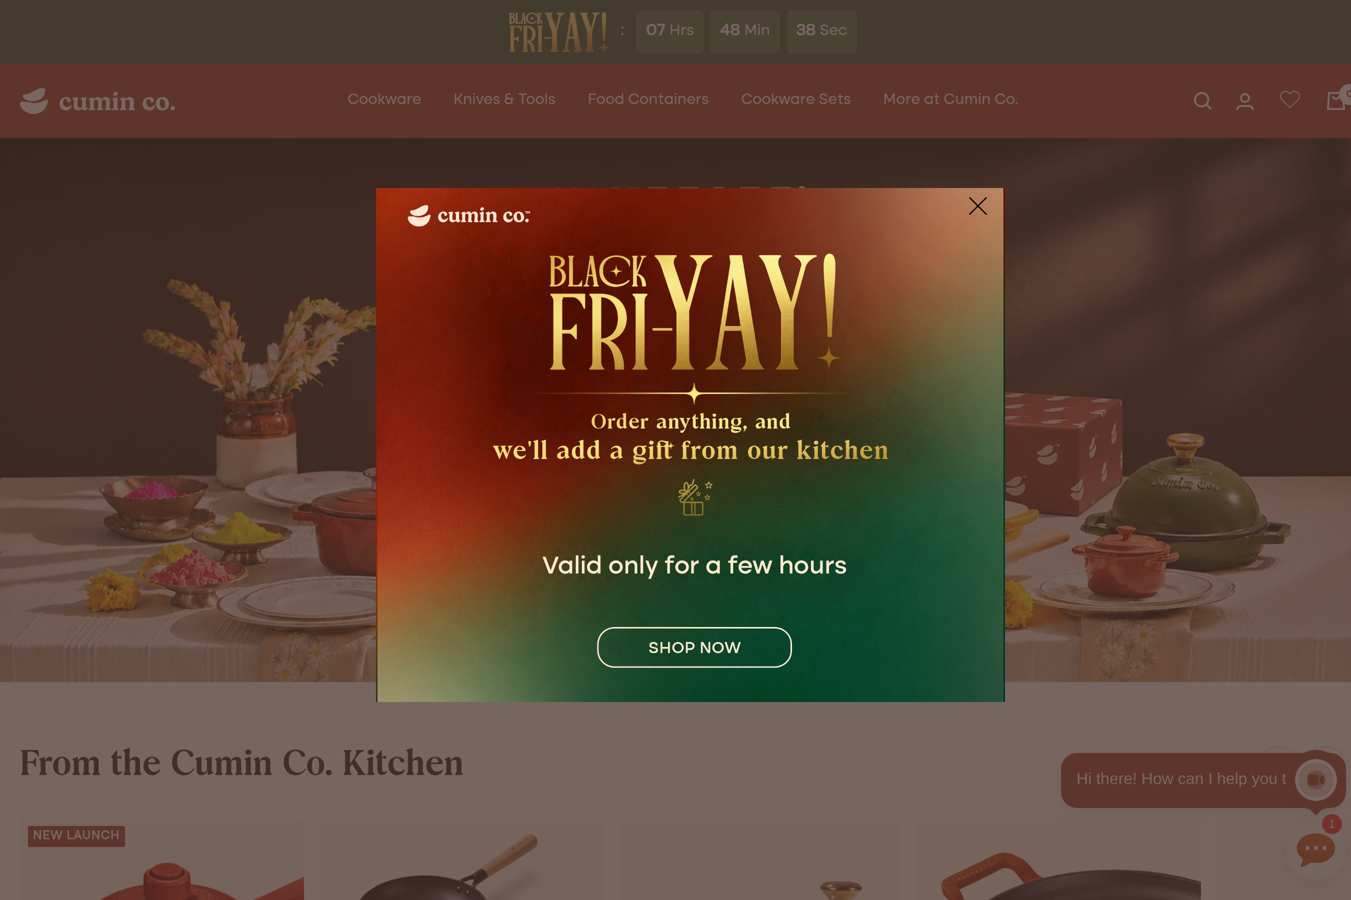 BLACK
FRI-YAY!
: 07 Hrs 48 Min 38 Sec
cumin co.
Cookware Knives & Tools Food Containers Cookware Sets More at Cumin Co.
cumin co.™
BLACK
FRI-YAY!
Order anything, and
we'll add a gift from our kitchen
Valid only for a few hours
SHOP NOW
From the Cumin Co. Kitchen
Hi there! How can I help you t
1
NEW LAUNCH